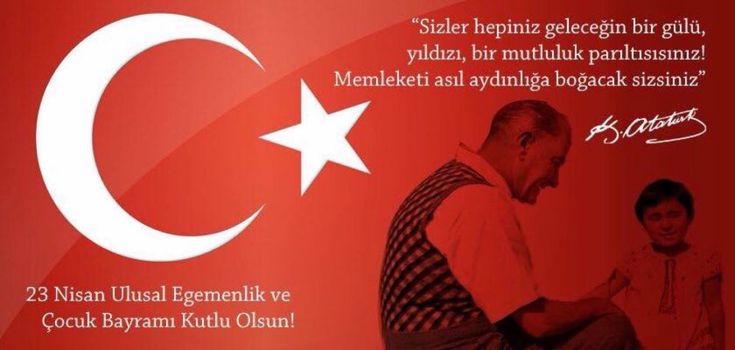 “Sizler hepiniz geleceğin bir gülü,
yıldızı, bir mutluluk parıltısısınız!
Memleketi asıl aydınlığa boğacak sizsiniz”
K. Atatürk
23 Nisan Ulusal Egemenlik ve
Çocuk Bayramı Kutlu Olsun!